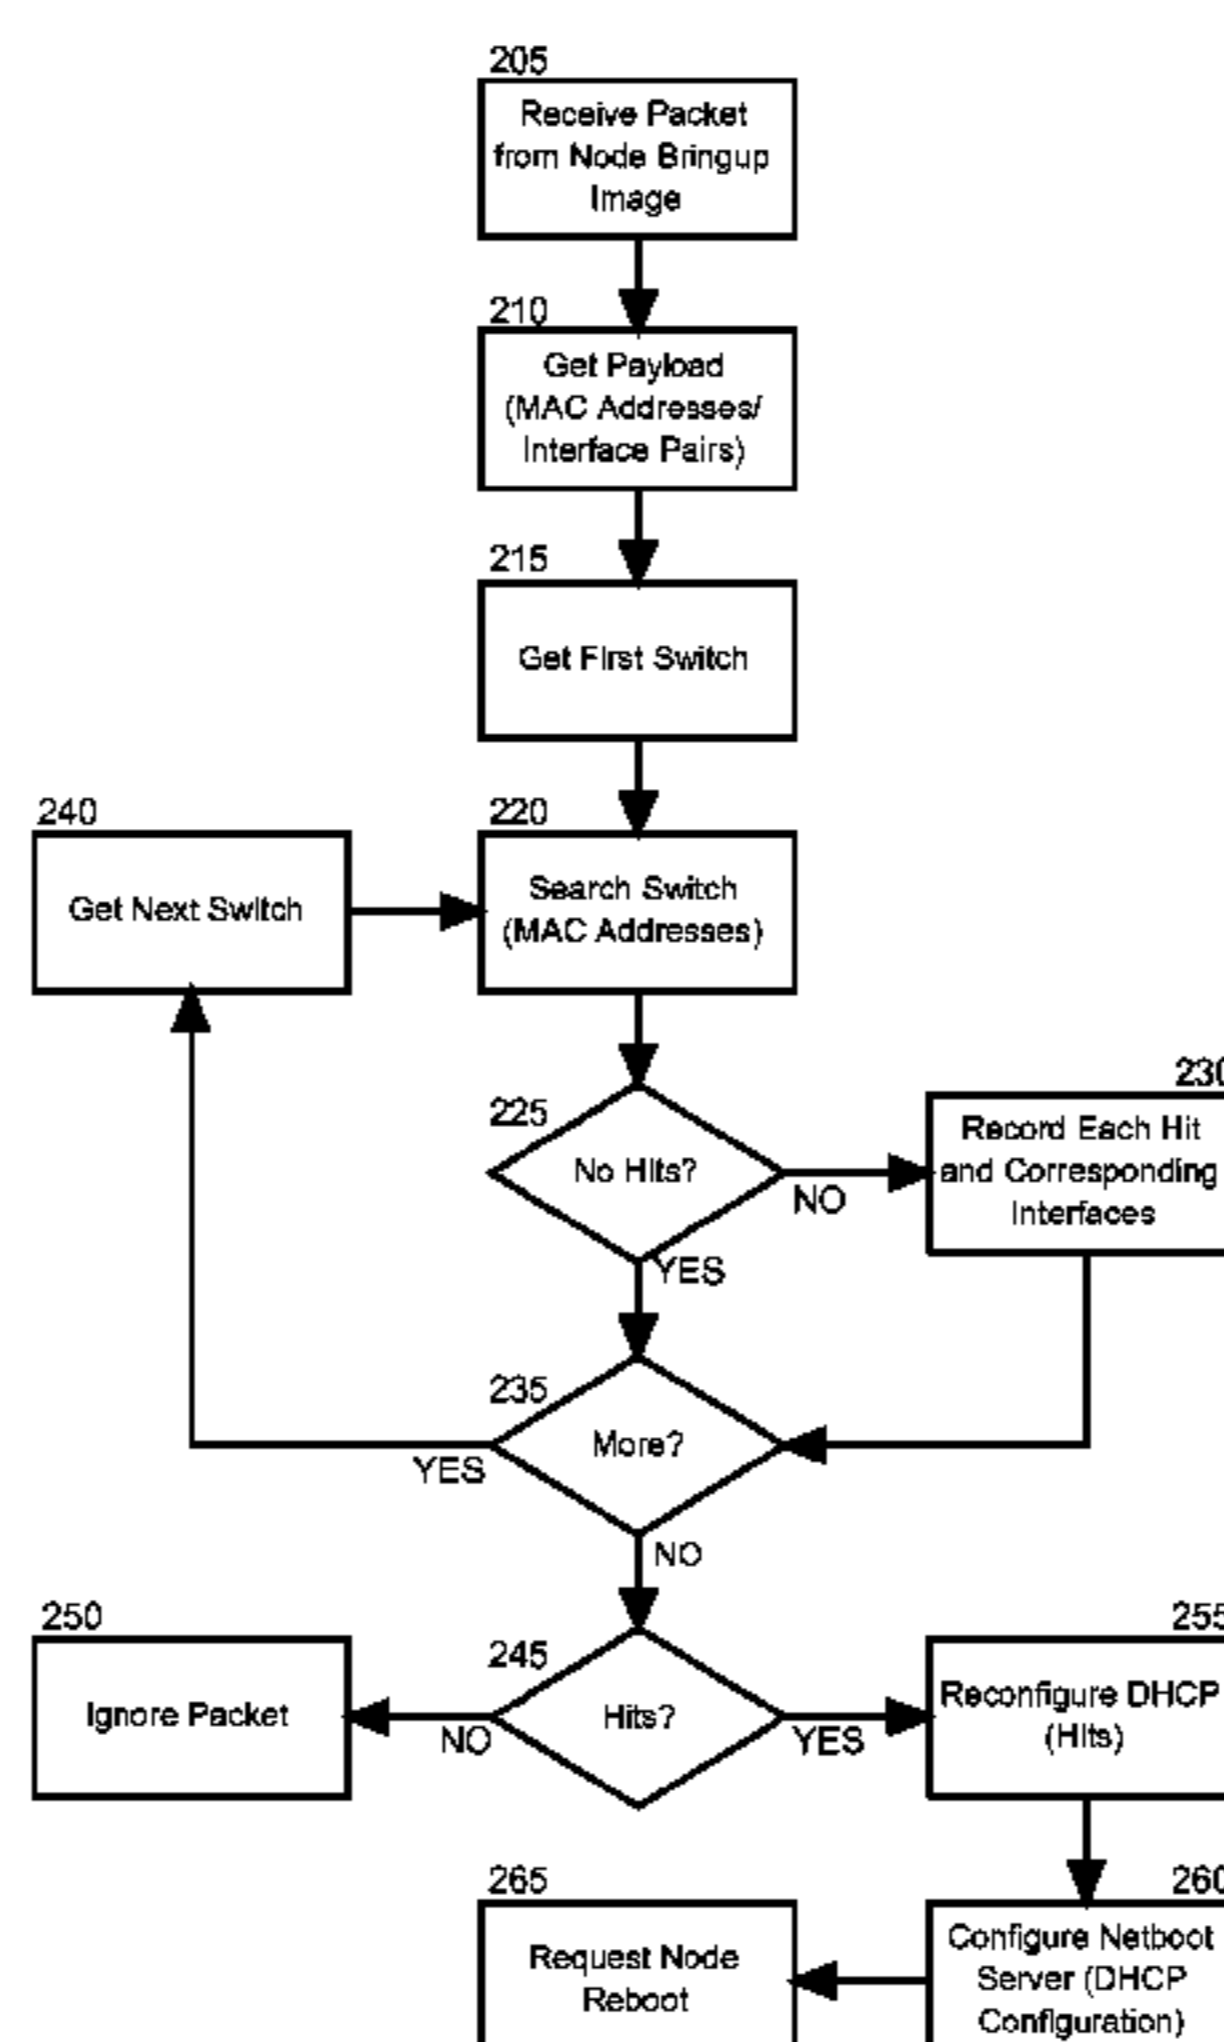 205
Receive Packet
from Node Bringup
Image
210
Get Payload
(MAC Addresses/
Interface Pairs)
215
Get First Switch
240
Get Next Switch
220
Search Switch
(MAC Addresses)
225
No Hits?
NO
YES
230
Record Each Hit
and Corresponding
Interfaces
235
More?
YES
NO
250
Ignore Packet
245
Hits?
NO
YES
255
Reconfigure DHCP
(Hits)
265
Request Node
Reboot
260
Configure Netboot
Server (DHCP
Configuration)